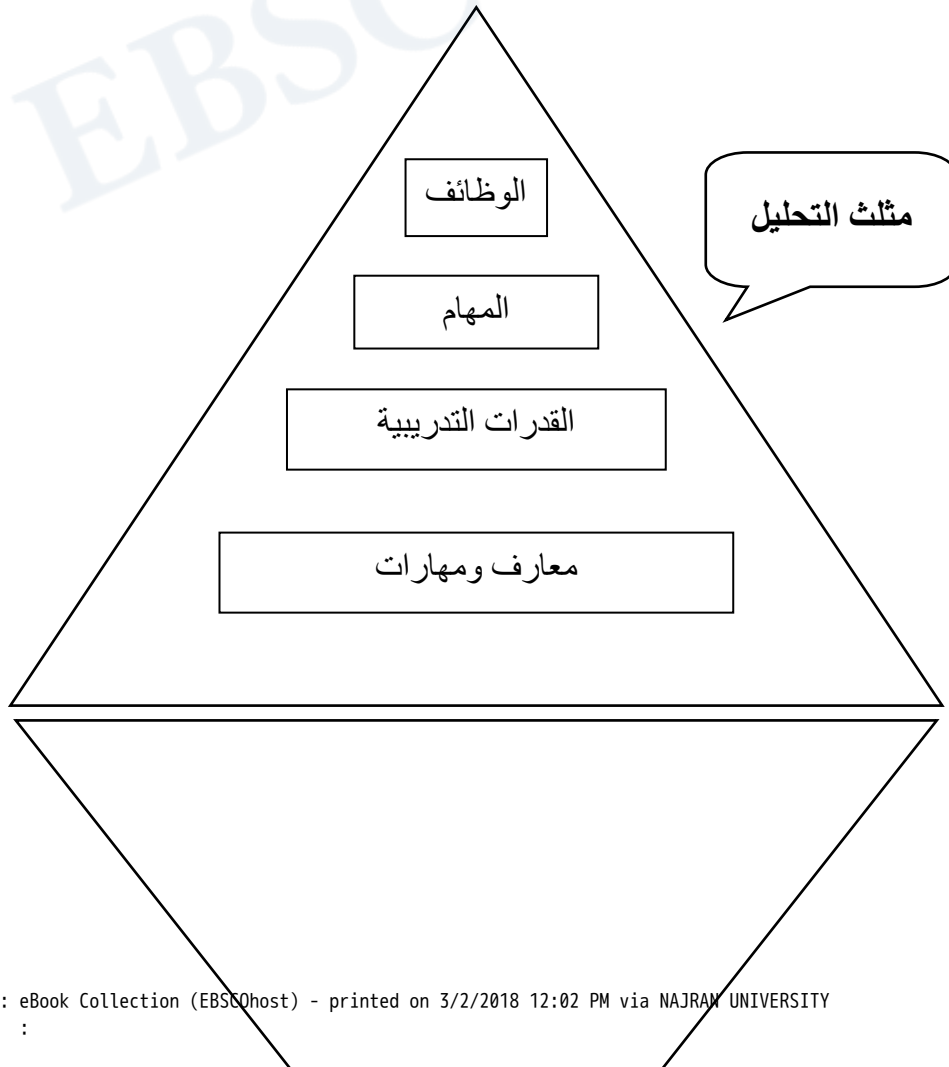 EBSC
الوظائف
مثلث التحليل
المهام
القدرات التدريبية
معارف ومهارات
: eBook Collection (EBSCOhost) - printed on 3/2/2018 12:02 PM via NAJRAN UNIVERSITY
: